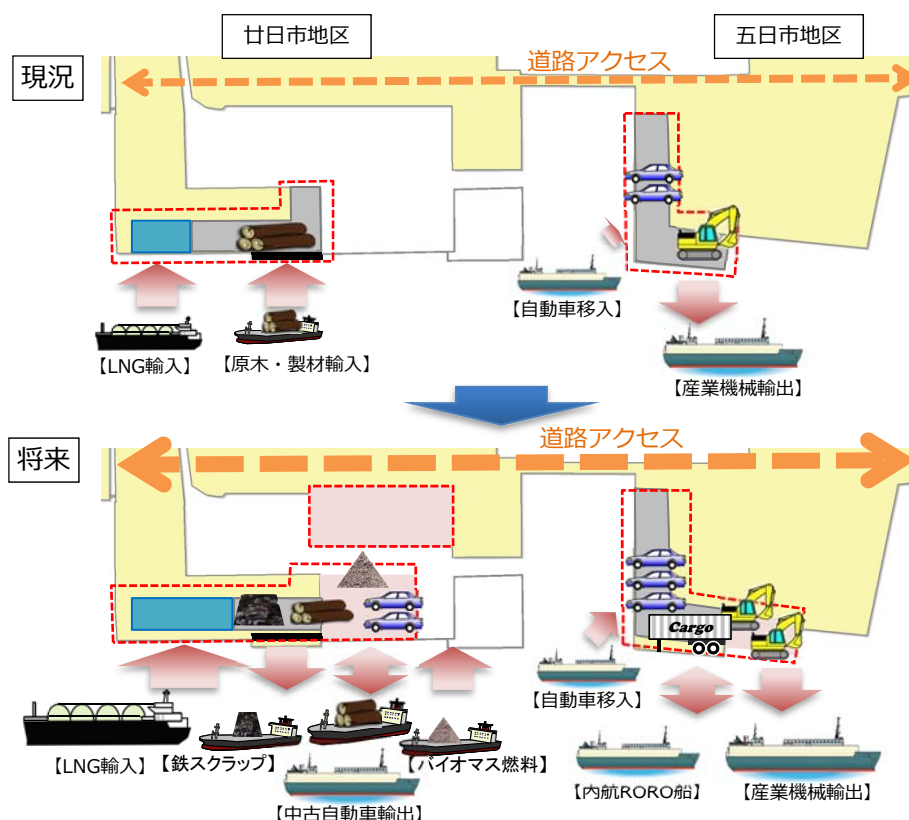 廿日市地区
五日市地区
現況
道路アクセス
【自動車移入】
【LNG輸入】
【原木・製材輸入】
【産業機械輸出】
将来
道路アクセス
Cargo
【自動車移入】
【LNG輸入】
【鉄スクラップ】
【バイオマス燃料】
【中古自動車輸出】
【内航RORO船】
【産業機械輸出】